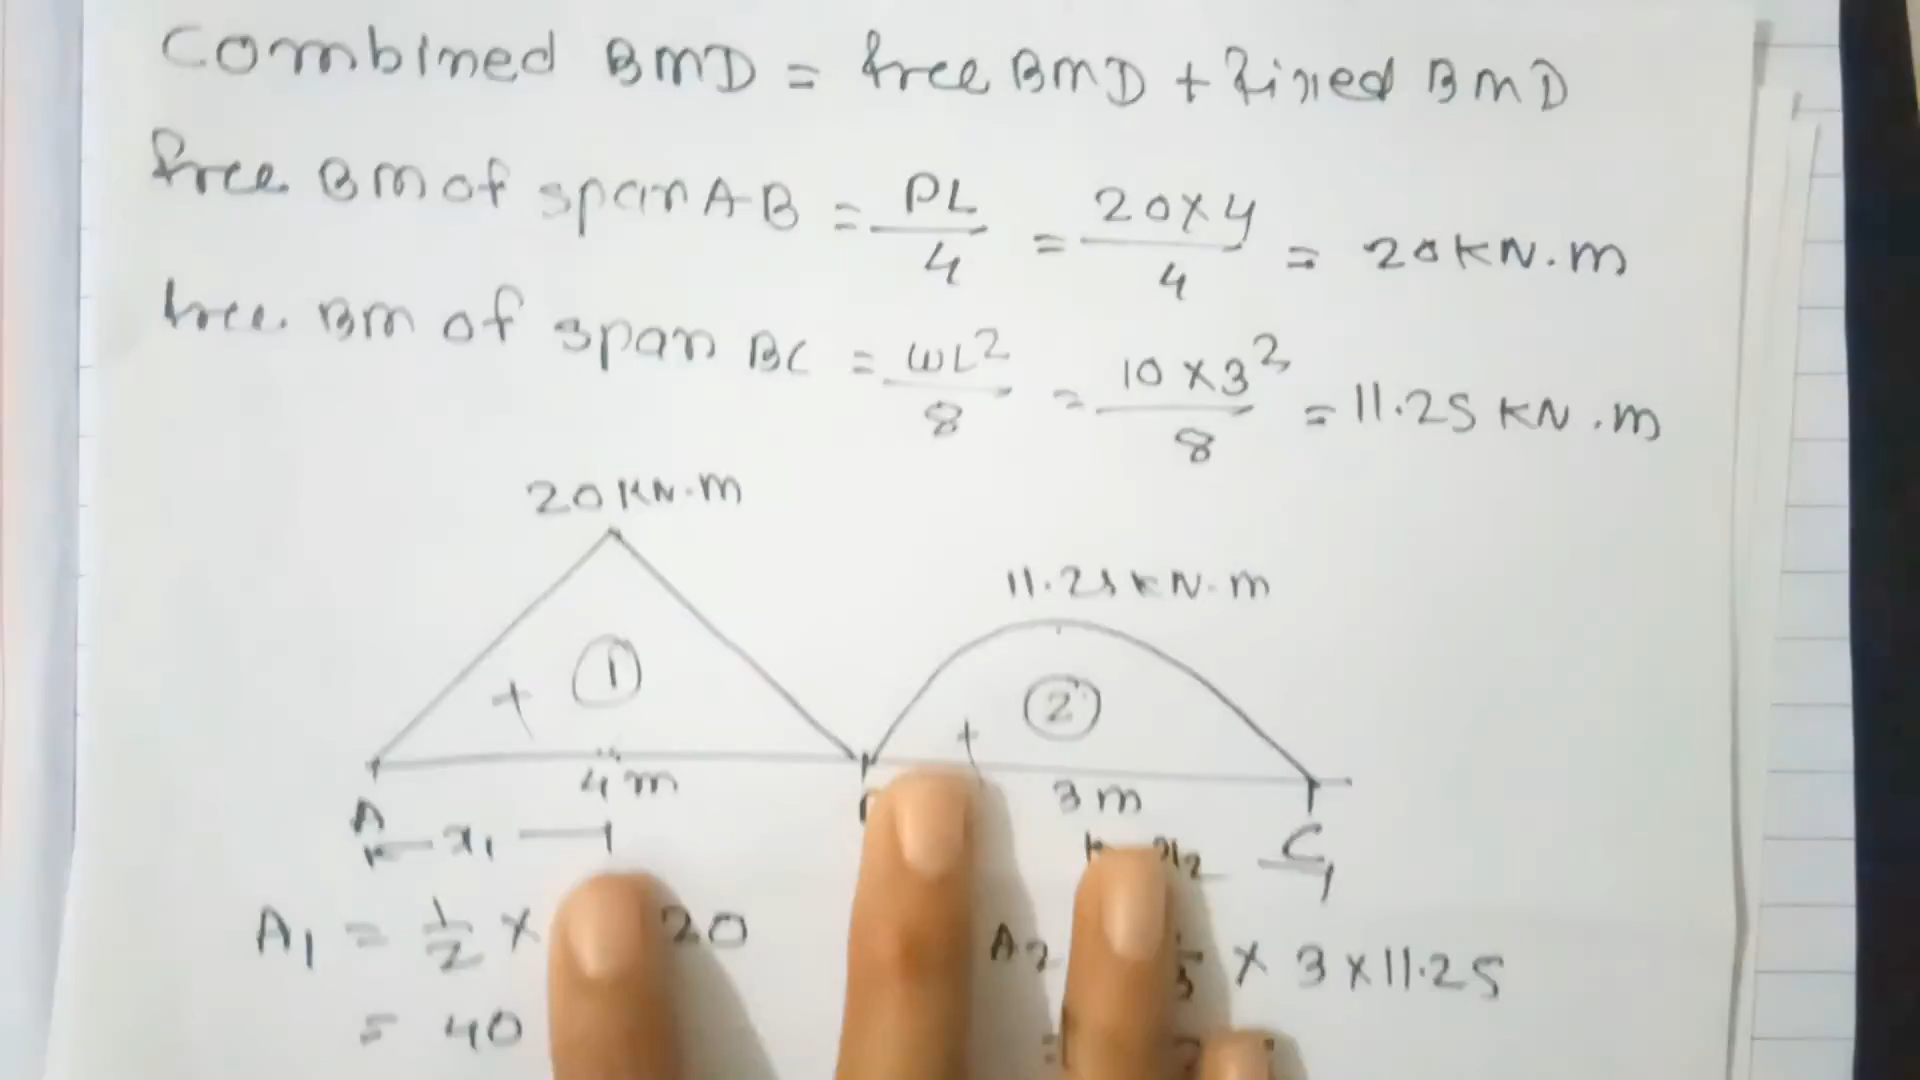 Combined BMD = free BMD + fixed BMD
free BM of span AB = PL/4 = 20×4/4 = 20 KN.m
free BM of span BC = WL²/8 = 10×3²/8 = 11.25 KN.m
20 KN.m
11.25 KN.m
+ ① + ②
4m 3m
A C
x₁ x₂
A₁ = 1/2 × 20 A₂ × 3 × 11.25
= 40 =